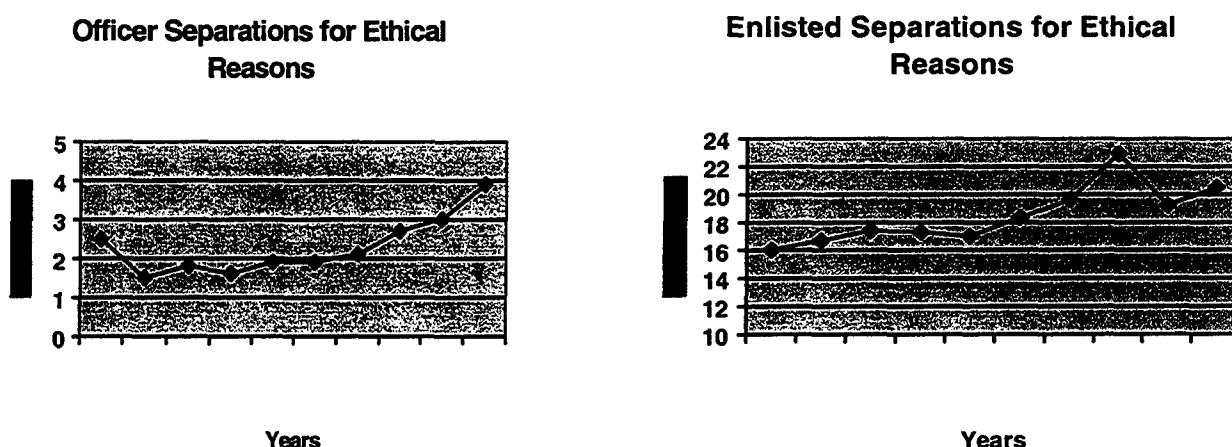 Officer Separations for Ethical
Reasons
5
4
3
2
1
0
Years
Enlisted Separations for Ethical
Reasons
24
22
20
18
16
14
12
10
Years